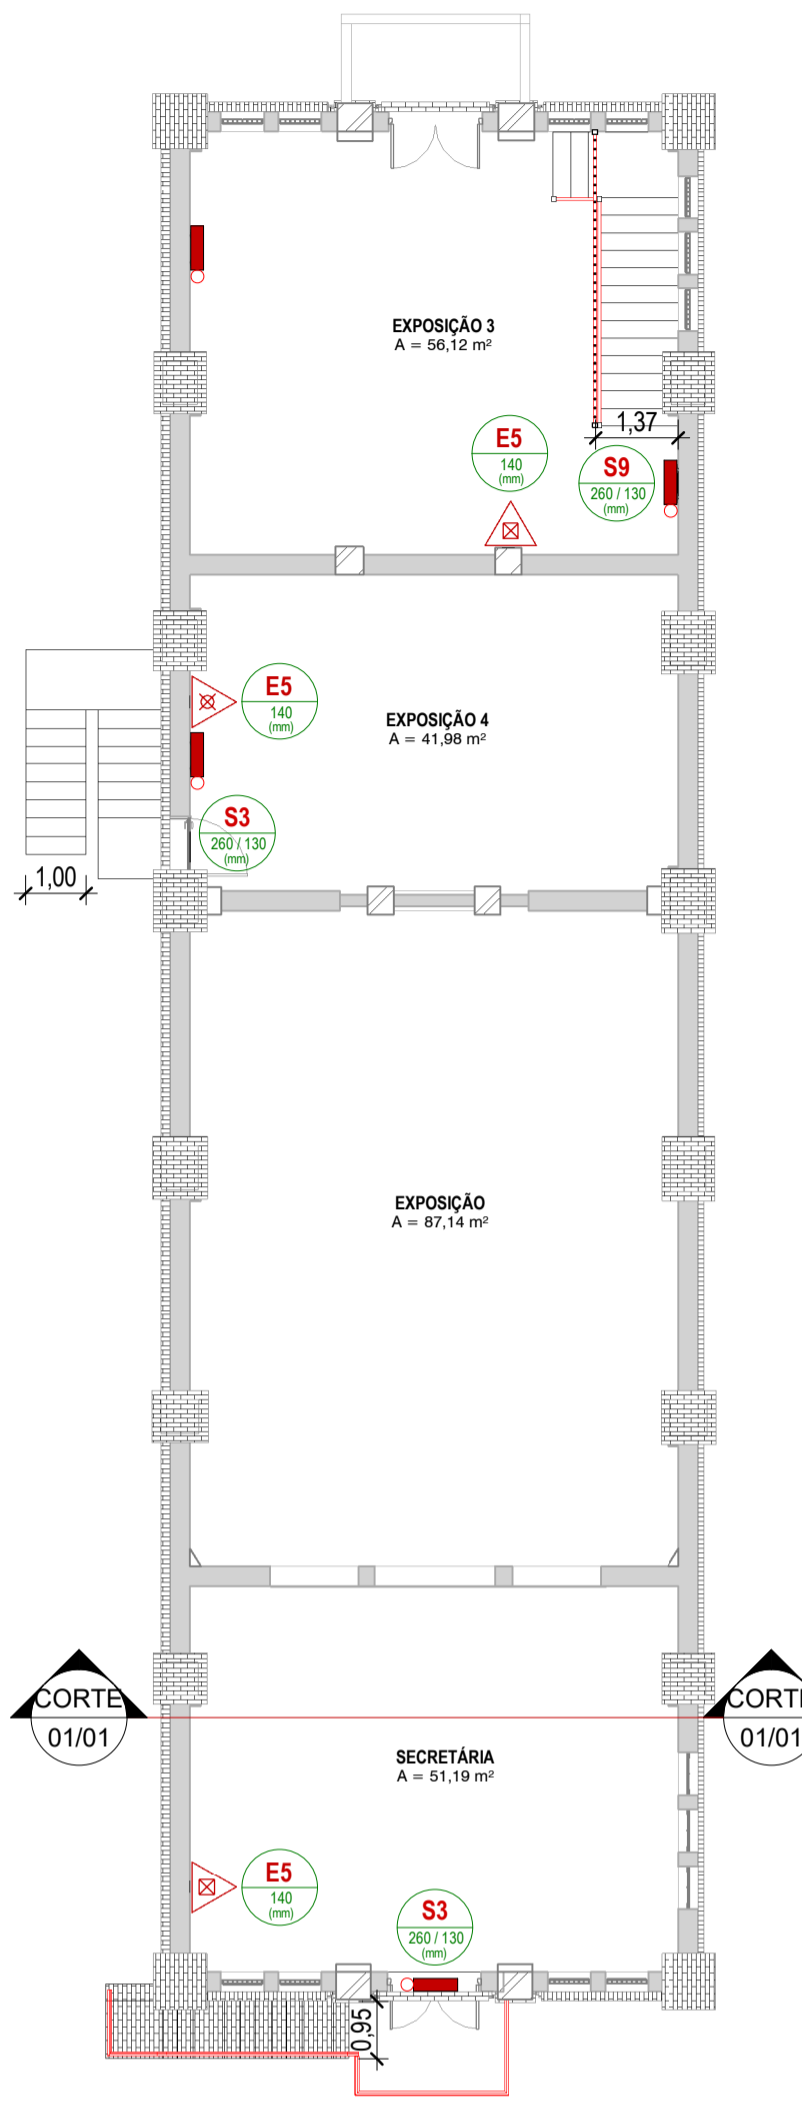 EXPOSIÇÃO 3
A = 56,12 m²
1,37
E5
140
(mm)
S9
260 / 130
(mm)
E5
140
(mm)
EXPOSIÇÃO 4
A = 41,98 m²
S3
260 / 130
(mm)
1,00
EXPOSIÇÃO
A = 87,14 m²
CORTE
01/01
CORTE
01/01
SECRETÁRIA
A = 51,19 m²
E5
140
(mm)
S3
260 / 130
(mm)
0,95